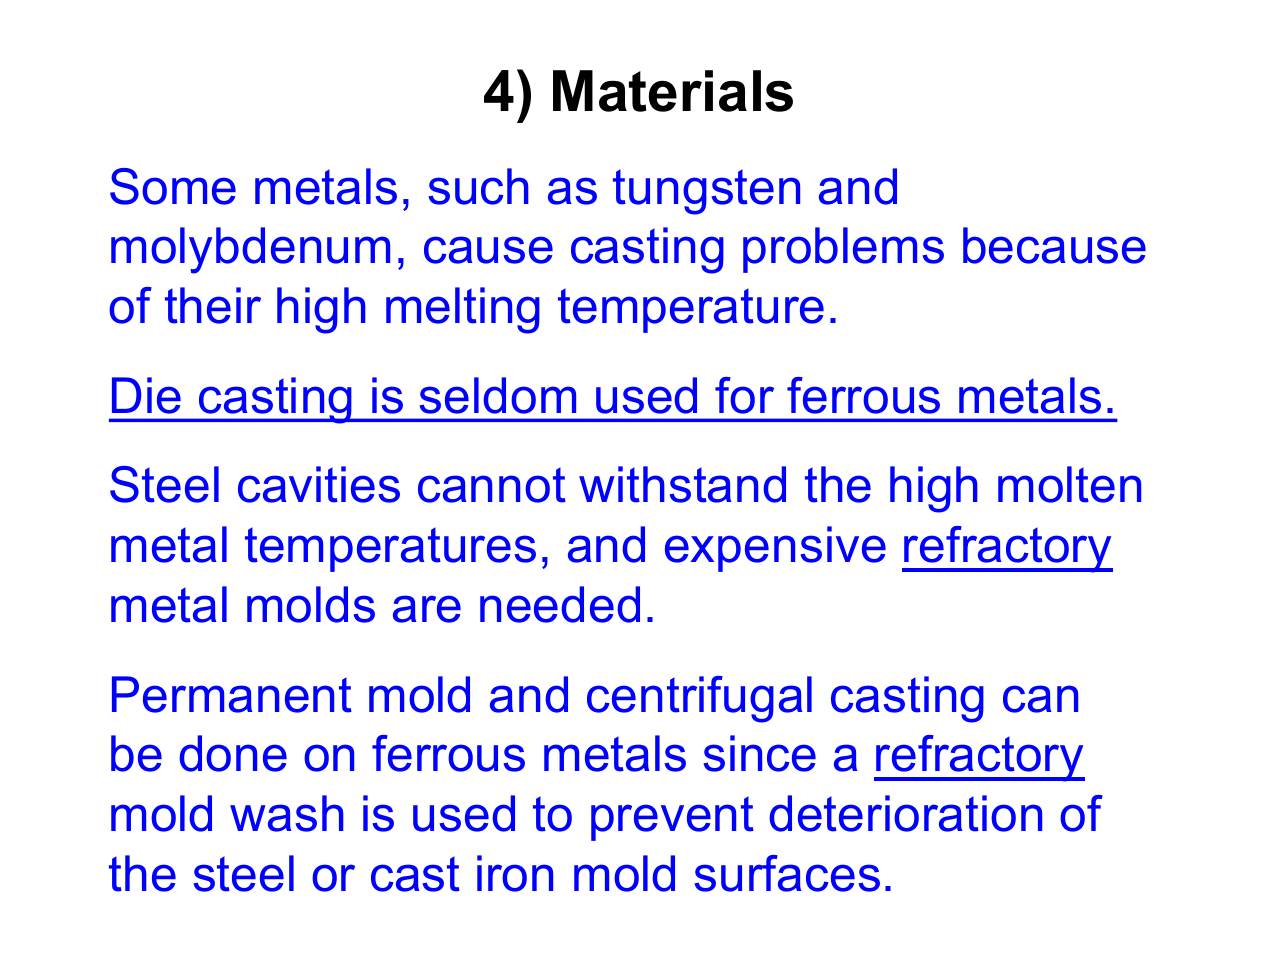 4) Materials
Some metals, such as tungsten and
molybdenum, cause casting problems because
of their high melting temperature.
Die casting is seldom used for ferrous metals.
Steel cavities cannot withstand the high molten
metal temperatures, and expensive refractory
metal molds are needed.
Permanent mold and centrifugal casting can
be done on ferrous metals since a refractory
mold wash is used to prevent deterioration of
the steel or cast iron mold surfaces.